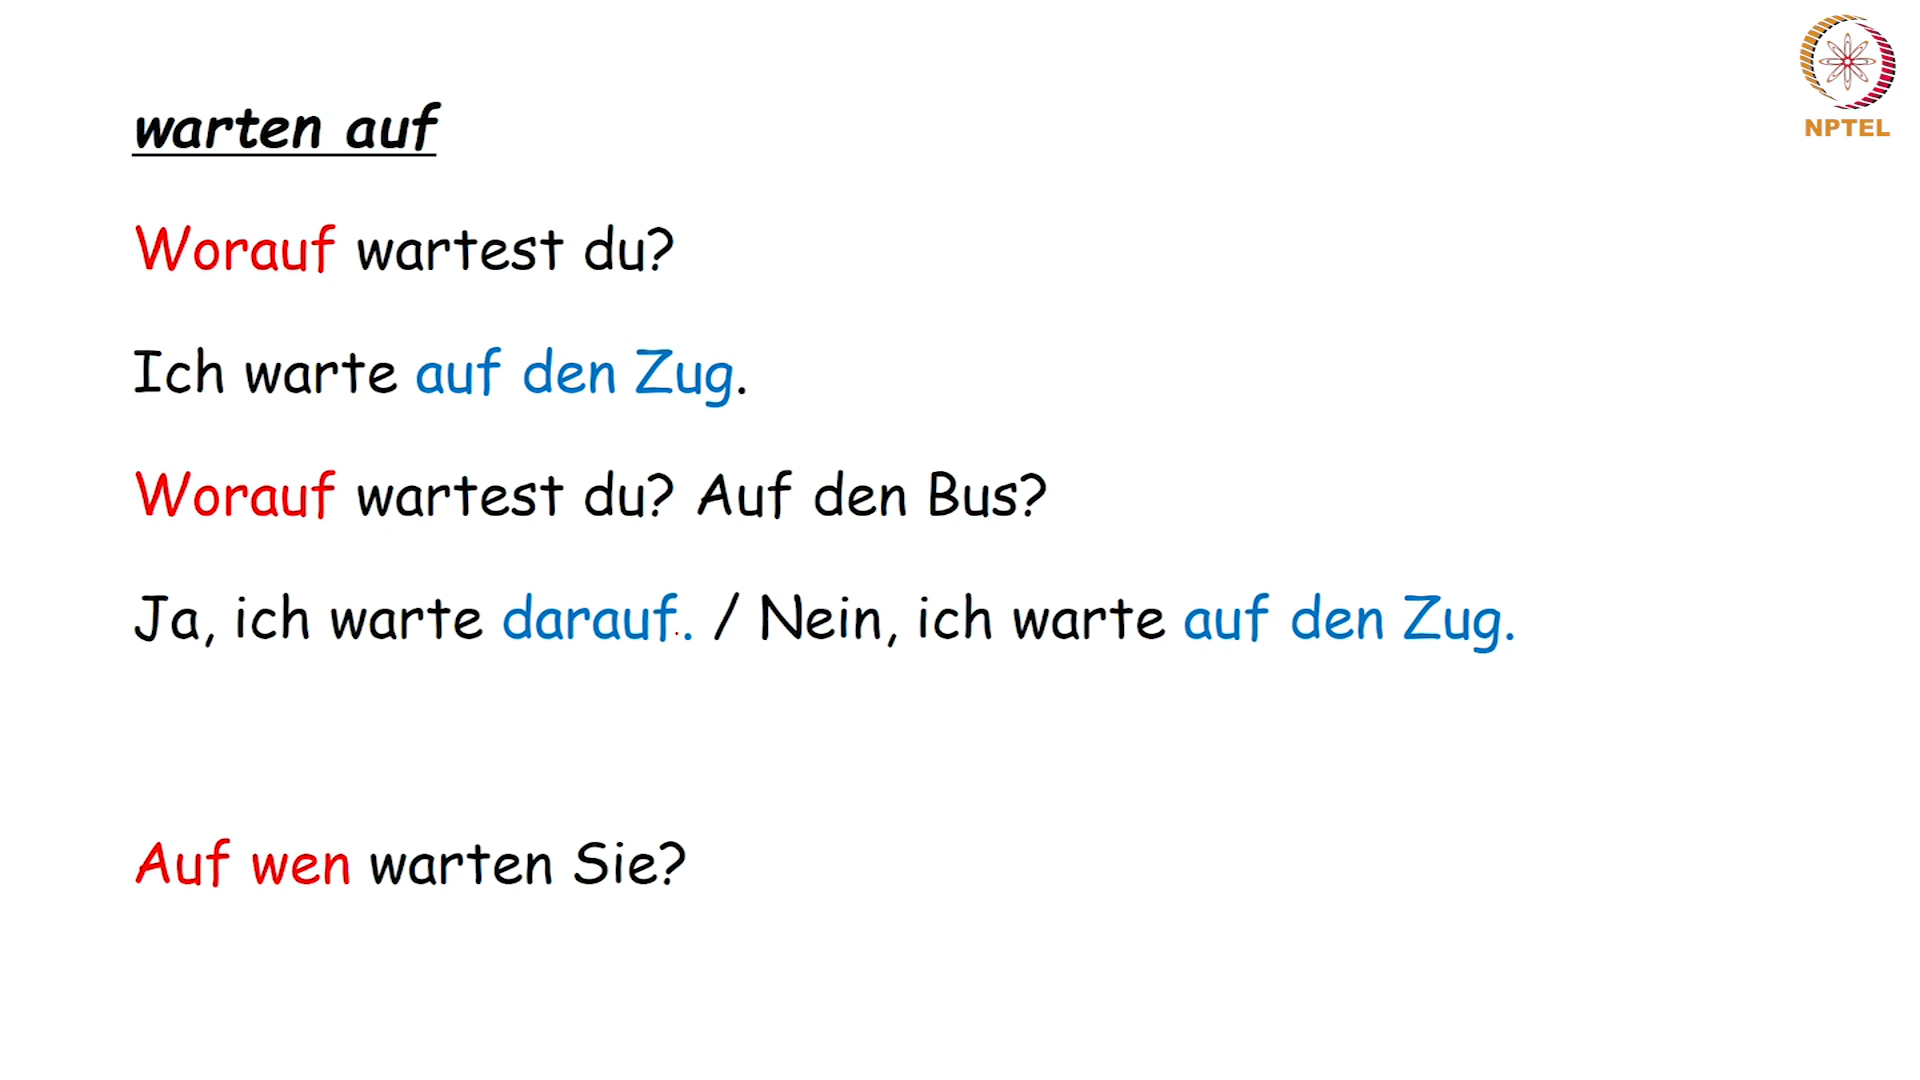 NPTEL
warten auf
Worauf wartest du?
Ich warte auf den Zug.
Worauf wartest du? Auf den Bus?
Ja, ich warte darauf. / Nein, ich warte auf den Zug.
Auf wen warten Sie?